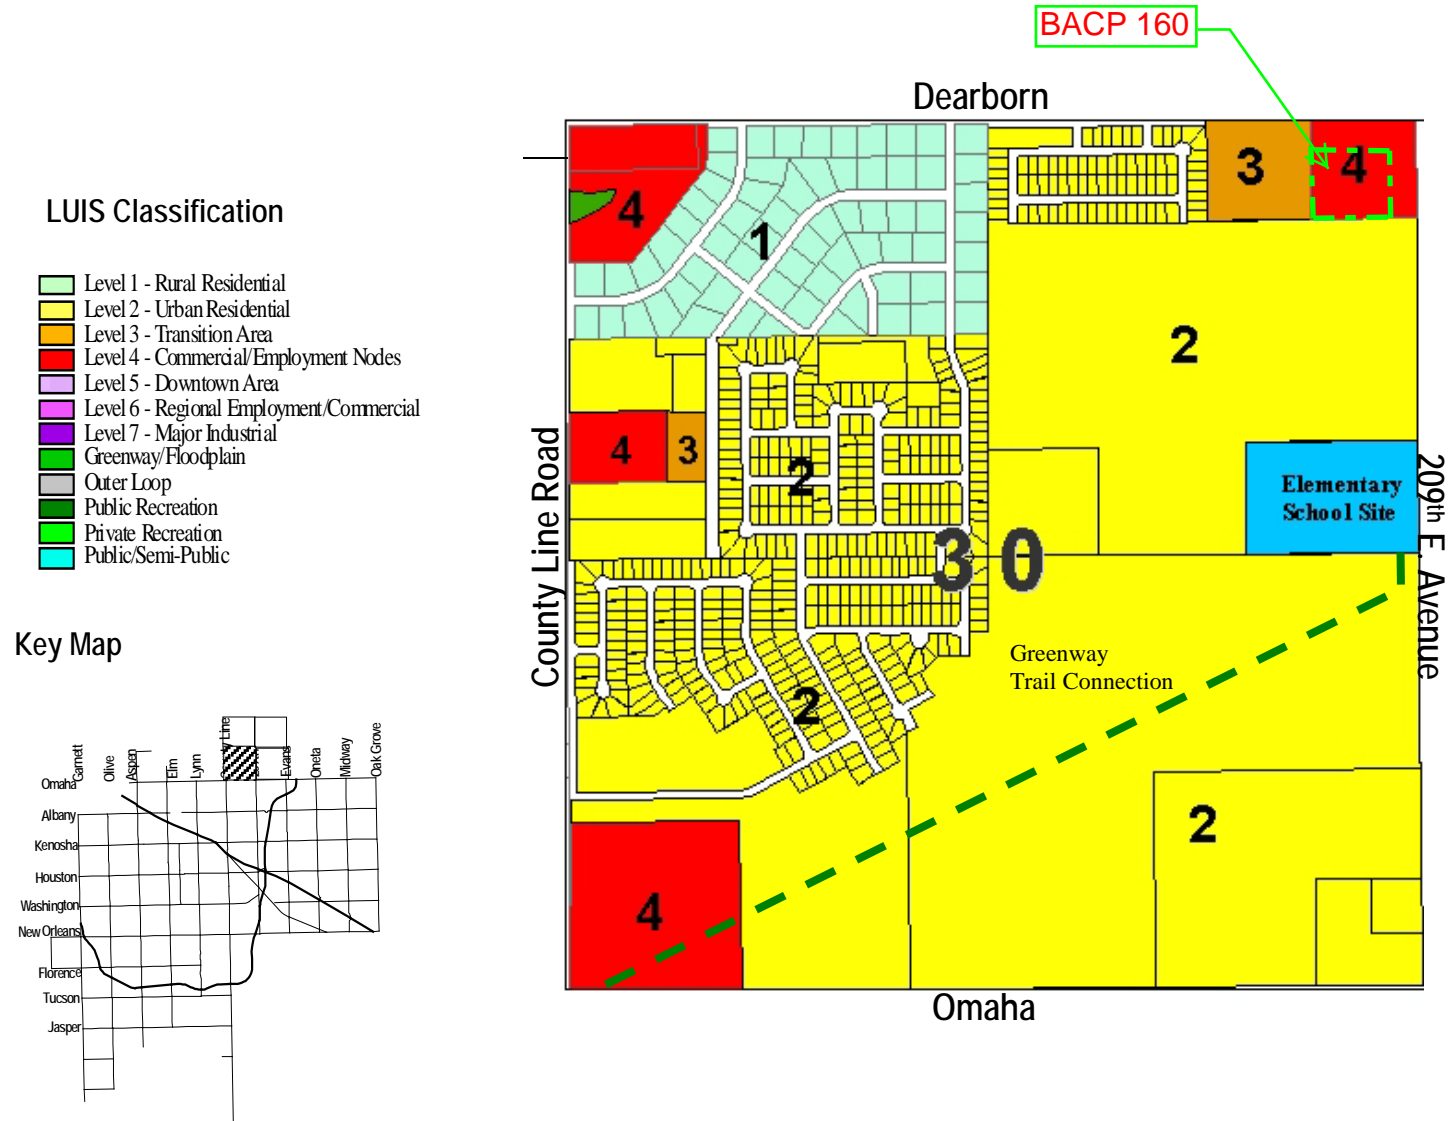 BACP 160
Dearborn
LUIS Classification
Level 1 - Rural Residential
Level 2 - Urban Residential
Level 3 - Transition Area
Level 4 - Commercial/Employment Nodes
Level 5 - Downtown Area
Level 6 - Regional Employment/Commercial
Level 7 - Major Industrial
Greenway/Floodplain
Outer Loop
Public Recreation
Private Recreation
Public/Semi-Public
4
1
3
4
2
4
3
2
Elementary
School Site
30
County Line Road
209th E. Avenue
Greenway
Trail Connection
2
2
4
Omaha
Key Map
Garnett
Olive
Aspen
Elm
Lynn
County Line
Evans
Oneta
Midway
Oak Grove
Omaha
Albany
Kenosha
Houston
Washington
New Orleans
Florence
Tucson
Jasper